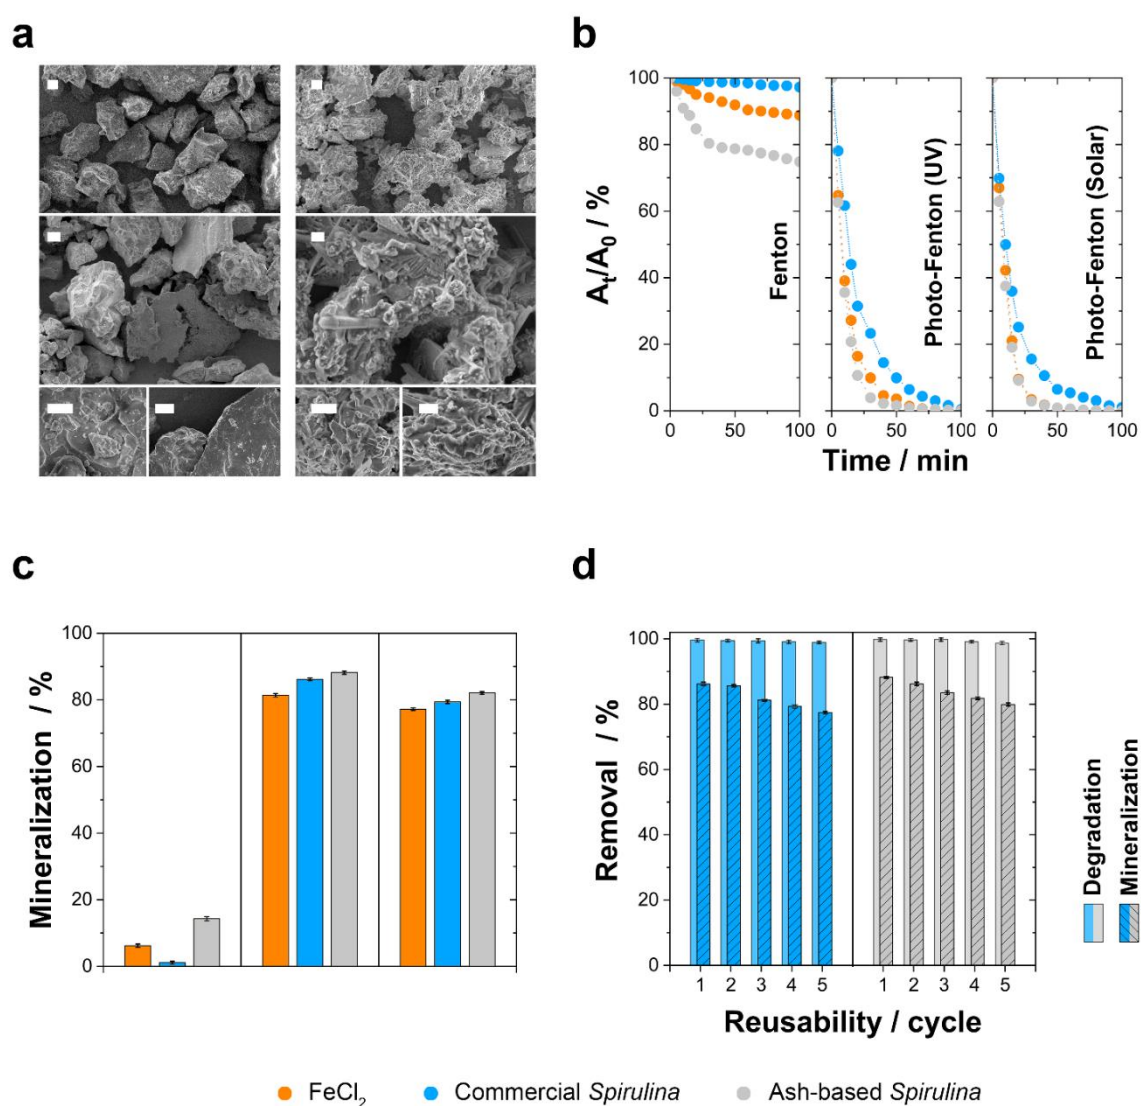 a
b
100
80
60
40
20
0
A_t/A_0 / %
Fenton
Photo-Fenton (UV)
Photo-Fenton (Solar)
0 50 100 0 50 100 0 50 100
Time / min
c
d
100
80
60
40
20
0
Mineralization / %
100
80
60
40
20
0
Removal / %
1 2 3 4 5 1 2 3 4 5
Reusability / cycle
Degradation
Mineralization
FeCl₂ Commercial Spirulina Ash-based Spirulina